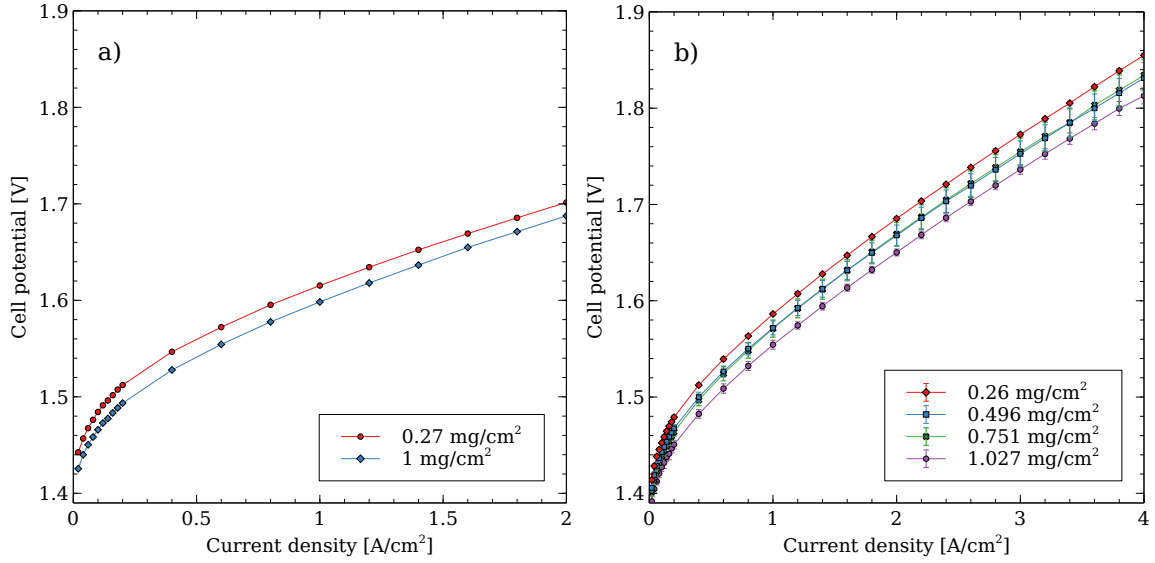 a)
Cell potential [V]
1.9
1.8
1.7
1.6
1.5
1.4
0
0.5
1
1.5
2
Current density [A/cm²]
0.27 mg/cm²
1 mg/cm²
b)
Cell potential [V]
1.9
1.8
1.7
1.6
1.5
1.4
0
1
2
3
4
Current density [A/cm²]
0.26 mg/cm²
0.496 mg/cm²
0.751 mg/cm²
1.027 mg/cm²